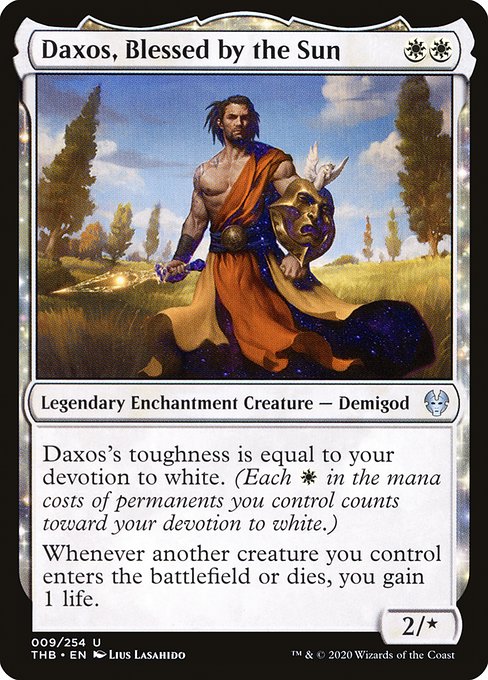 Daxos, Blessed by the Sun
Legendary Enchantment Creature — Demigod
Daxos's toughness is equal to your
devotion to white. (Each in the mana
costs of permanents you control counts
toward your devotion to white.)
Whenever another creature you control
enters the battlefield or dies, you gain
1 life.
2/*
009/254 U
THB • EN Lius Lasahido
™ & © 2020 Wizards of the Coast